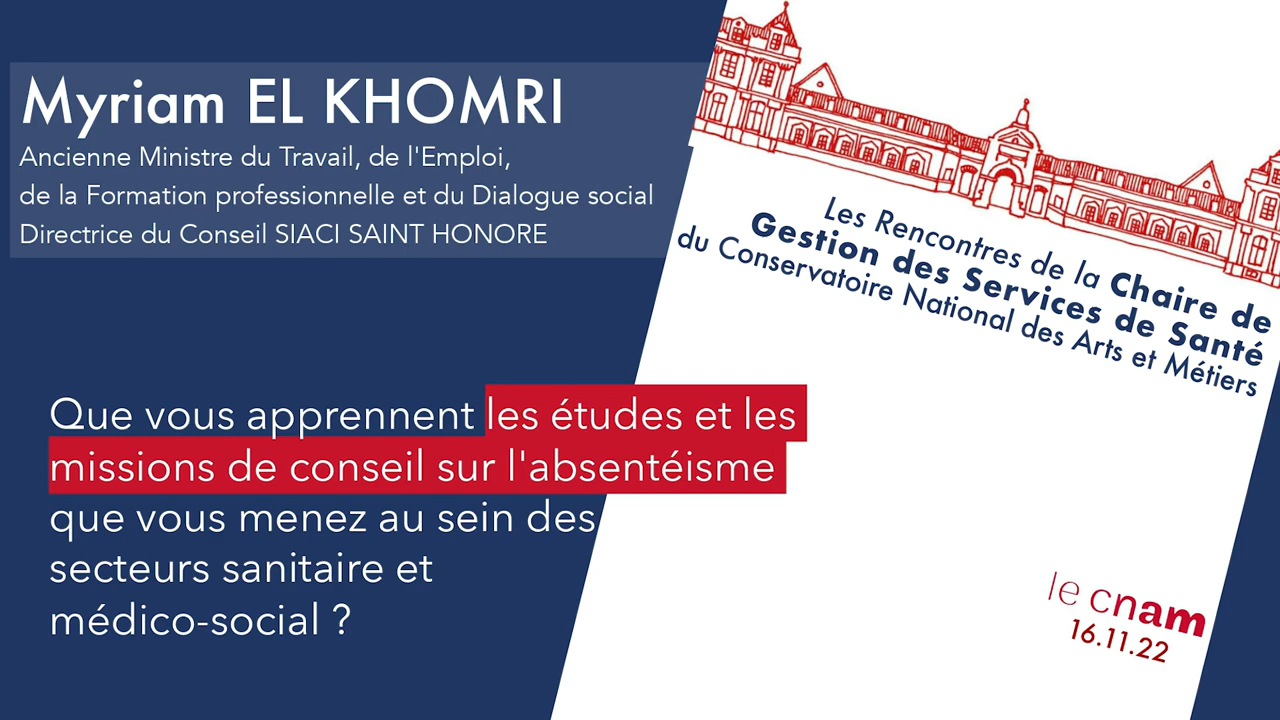 Myriam EL KHOMRI
Ancienne Ministre du Travail, de l'Emploi,
de la Formation professionnelle et du Dialogue social
Directrice du Conseil SIACI SAINT HONORE
Les Rencontres de la Chaire de
Gestion des Services de Santé
du Conservatoire National des Arts et Métiers
Que vous apprennent les études et les
missions de conseil sur l'absentéisme
que vous menez au sein des
secteurs sanitaire et
médico-social ?
le cnam
16.11.22